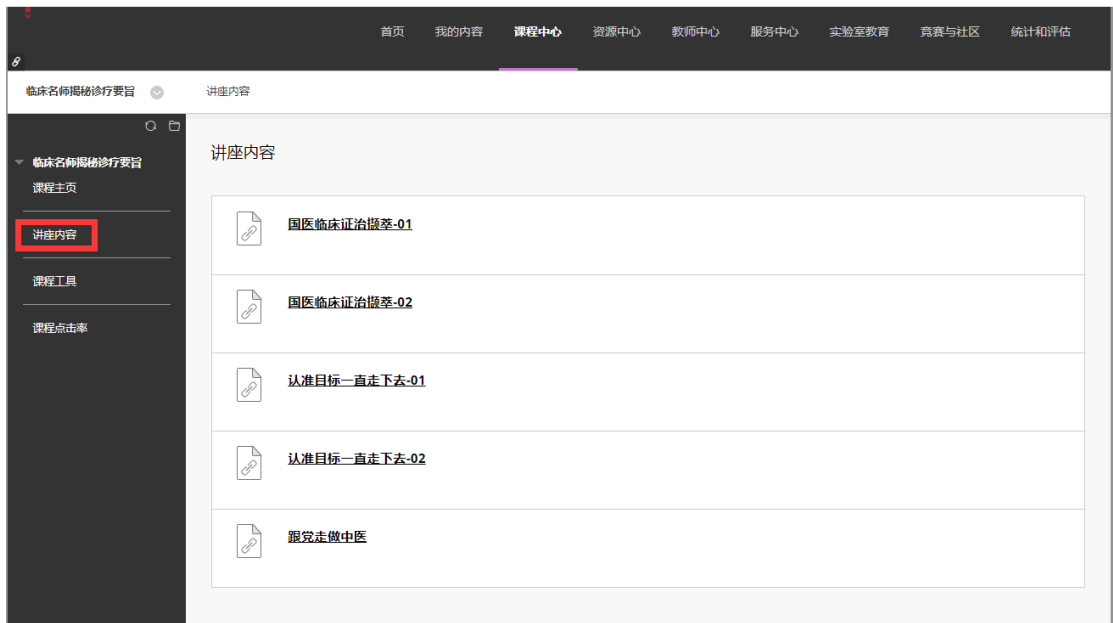 首页 我的内容 课程中心 资源中心 教师中心 服务中心 实验室教育 竞赛与社区 统计和评估
临床名师揭秘诊疗要旨 讲座内容
临床名师揭秘诊疗要旨
课程主页
讲座内容
课程工具
课程点击率
讲座内容
国医临床证治撷萃-01
国医临床证治撷萃-02
认准目标一直走下去-01
认准目标一直走下去-02
跟党走做中医